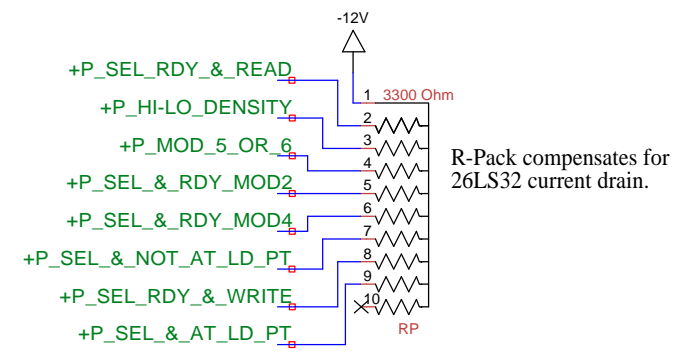 -12V
+P_SEL_RDY_&_READ
1 3300 Ohm
+P_HI-LO_DENSITY
2
3
+P_MOD_5_OR_6
4
R-Pack compensates for
26LS32 current drain.
+P_SEL_&_RDY_MOD2
5
+P_SEL_&_RDY_MOD4
6
7
+P_SEL_&_NOT_AT_LD_PT
8
+P_SEL_RDY_&_WRITE
9
10
+P_SEL_&_AT_LD_PT
RP